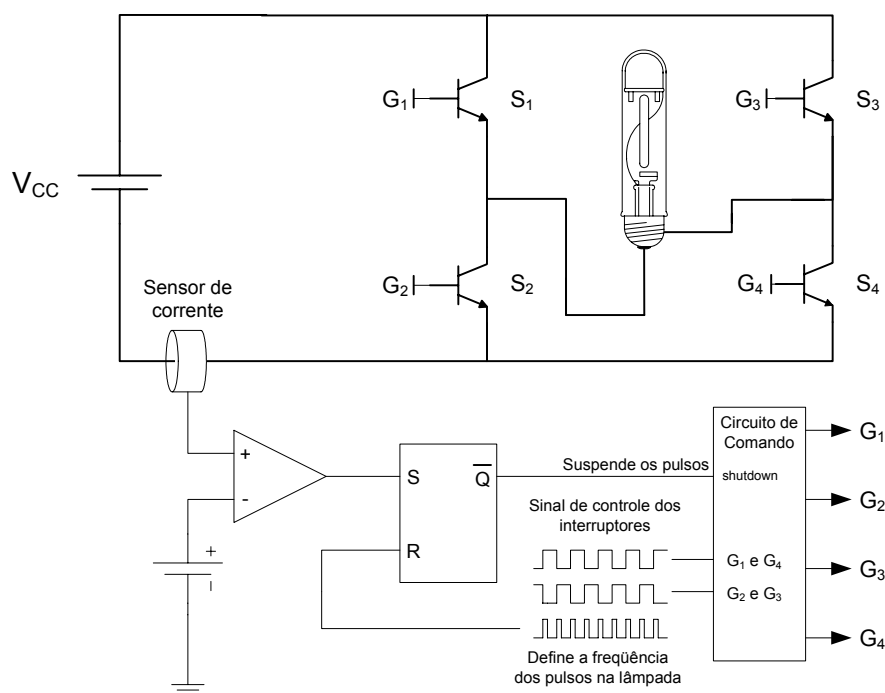 G1
S1
G3
S3
VCC
G2
S2
G4
S4
Sensor de
corrente
+
-
S
Q
R
+
-
Suspende os pulsos
Sinal de controle dos
interruptores
Define a freqüência
dos pulsos na lâmpada
Circuito de
Comando
shutdown
G1 e G4
G2 e G3
G1
G2
G3
G4